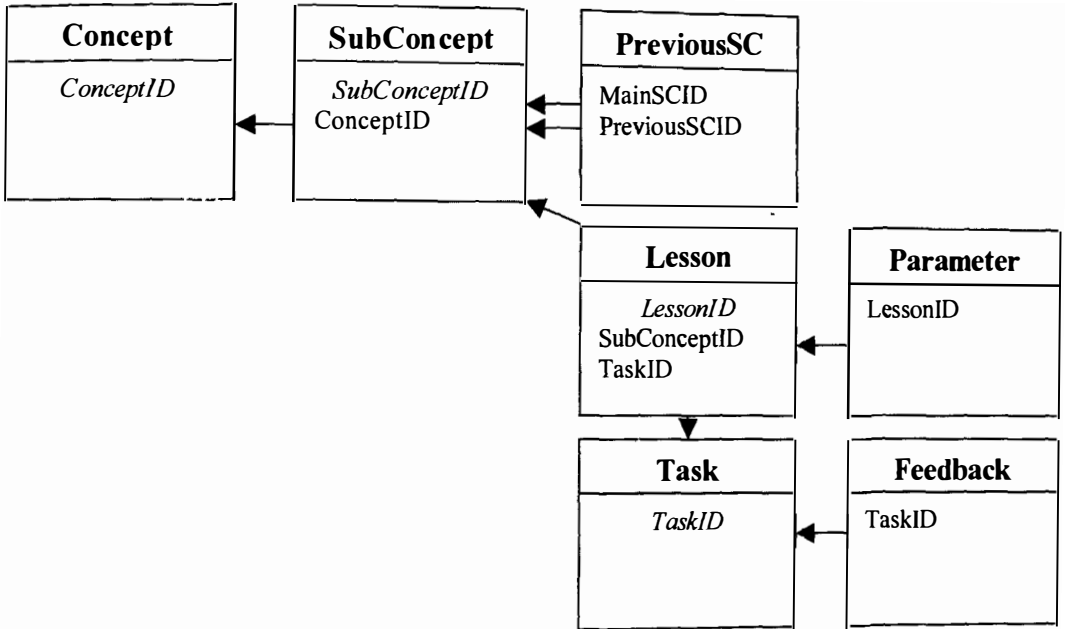 Concept
ConceptID
SubConcept
SubConceptID
ConceptID
PreviousSC
MainSCID
PreviousSCID
Lesson
LessonID
SubConceptID
TaskID
Parameter
LessonID
Task
TaskID
Feedback
TaskID